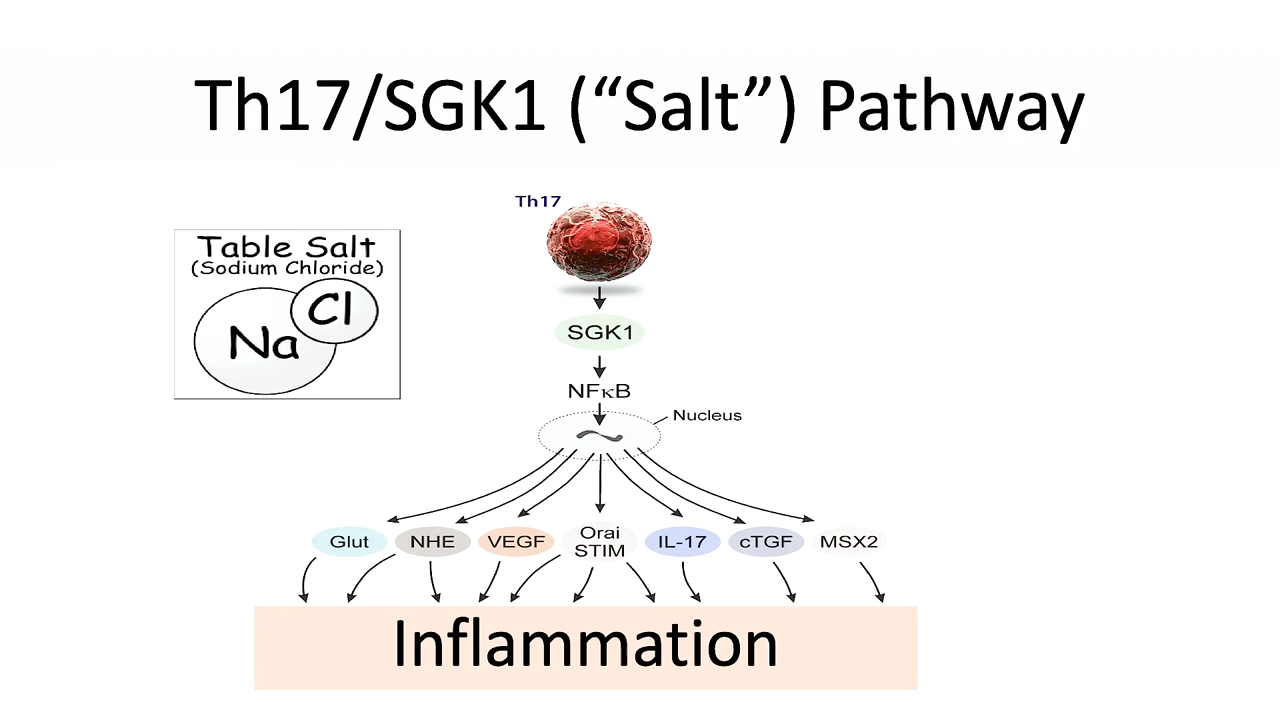 Th17/SGK1 (“Salt”) Pathway
Th17
Table Salt
(Sodium Chloride)
Cl
Na
SGK1
NFκB
Nucleus
Glut
NHE
VEGF
Orai
STIM
IL-17
cTGF
MSX2
Inflammation